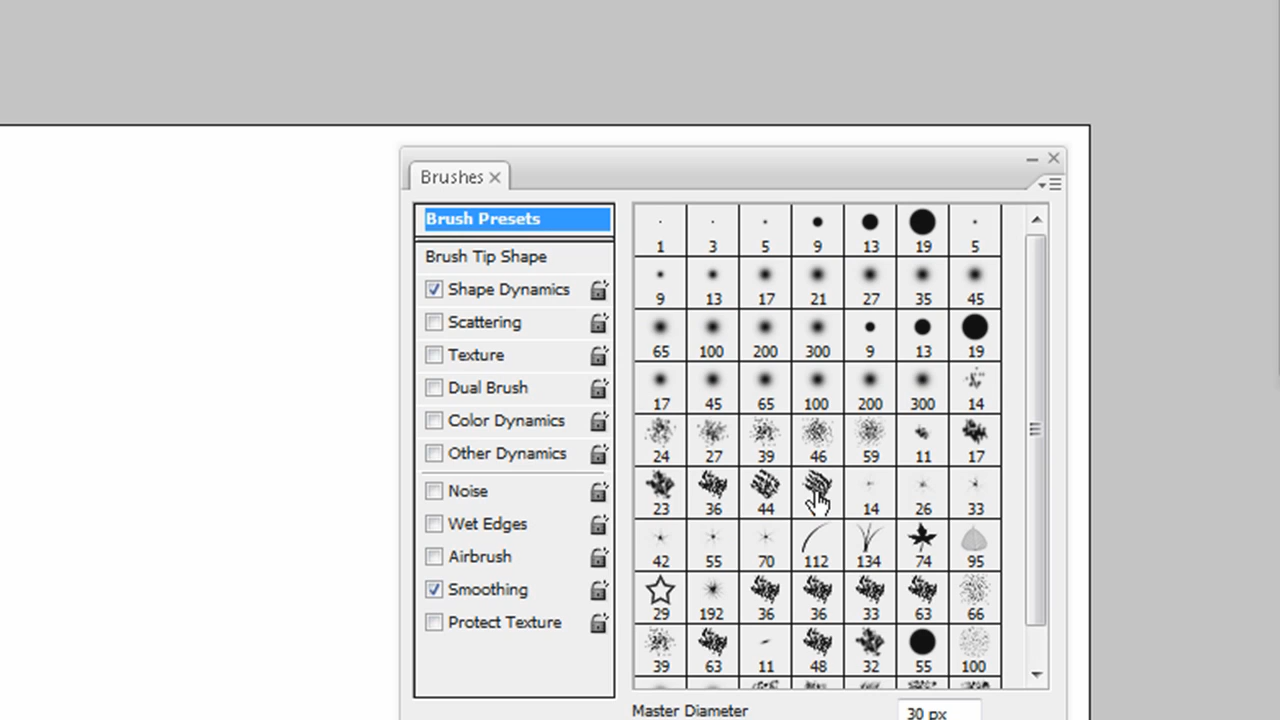 Brushes
Brush Presets
Brush Tip Shape
Shape Dynamics
Scattering
Texture
Dual Brush
Color Dynamics
Other Dynamics
Noise
Wet Edges
Airbrush
Smoothing
Protect Texture
1 3 5 9 13 19 5
9 13 17 21 27 35 45
65 100 200 300 9 13 19
17 45 65 100 200 300 14
24 27 39 46 59 11 17
23 36 44 14 26 33
42 55 70 112 134 74 95
29 192 36 36 33 63 66
39 63 11 48 32 55 100
Master Diameter 30 px